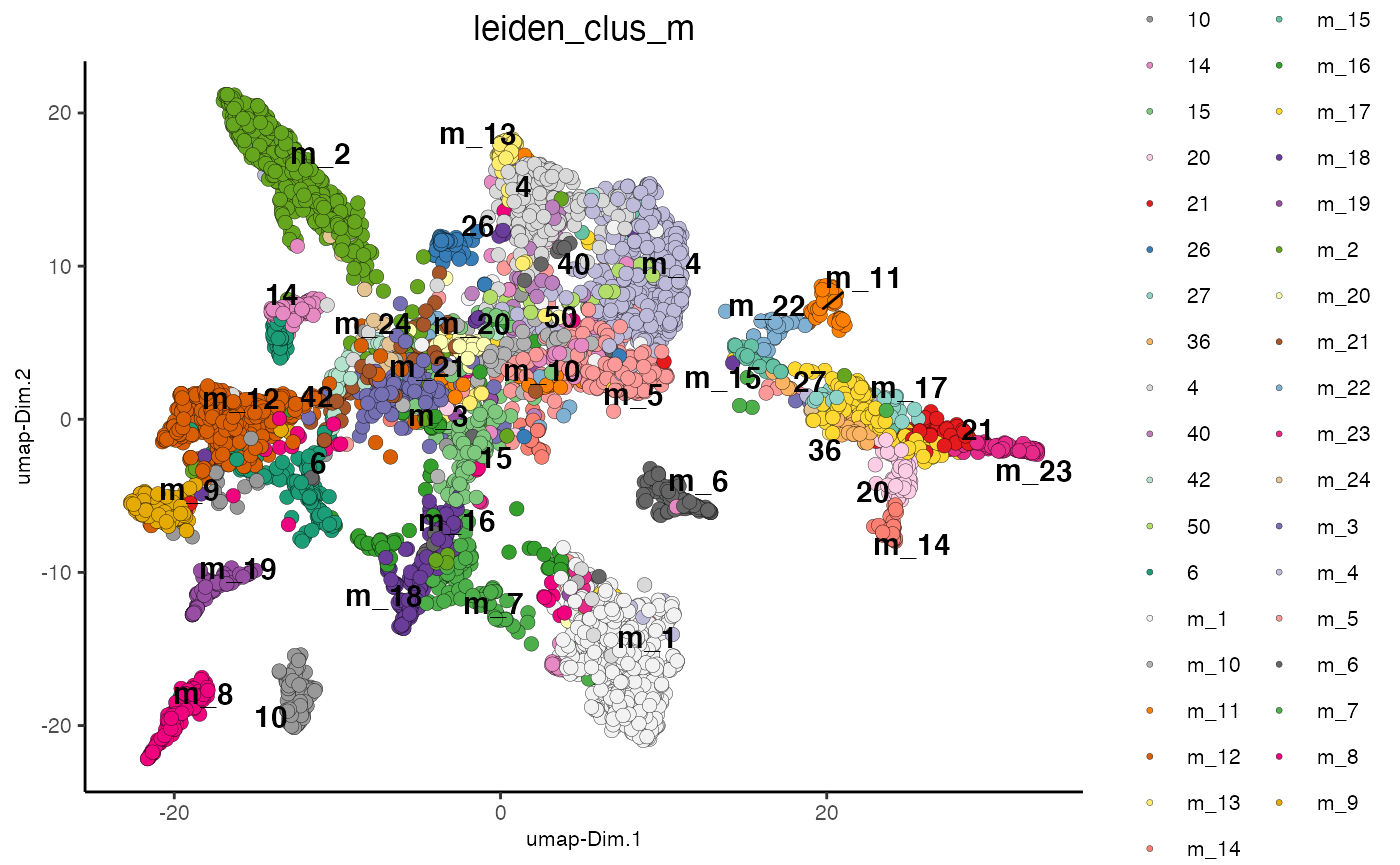 leiden_clus_m
umap-Dim.2
20
10
0
-10
-20
-20
0
20
umap-Dim.1
m_13
m_2
4
26
40
m_4
m_11
14
m_22
m_24
m_20
50
m_21
m_10
m_15
27
m_17
m_5
m_12
42
m_3
21
36
15
6
m_23
m_6
m_9
20
m_16
m_14
m_19
m_18
m_7
m_1
m_8
10
10
14
15
20
21
26
27
36
4
40
42
50
6
m_1
m_10
m_11
m_12
m_13
m_14
m_15
m_16
m_17
m_18
m_19
m_2
m_20
m_21
m_22
m_23
m_24
m_3
m_4
m_5
m_6
m_7
m_8
m_9